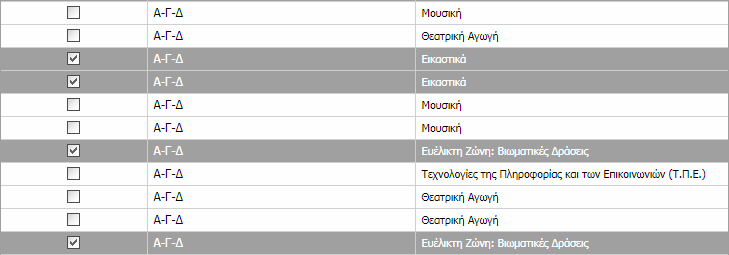 Α-Γ-Δ Μουσική
Α-Γ-Δ Θεατρική Αγωγή
Α-Γ-Δ Εικαστικά
Α-Γ-Δ Εικαστικά
Α-Γ-Δ Μουσική
Α-Γ-Δ Μουσική
Α-Γ-Δ Ευέλικτη Ζώνη: Βιωματικές Δράσεις
Α-Γ-Δ Τεχνολογίες της Πληροφορίας και των Επικοινωνιών (Τ.Π.Ε.)
Α-Γ-Δ Θεατρική Αγωγή
Α-Γ-Δ Θεατρική Αγωγή
Α-Γ-Δ Ευέλικτη Ζώνη: Βιωματικές Δράσεις